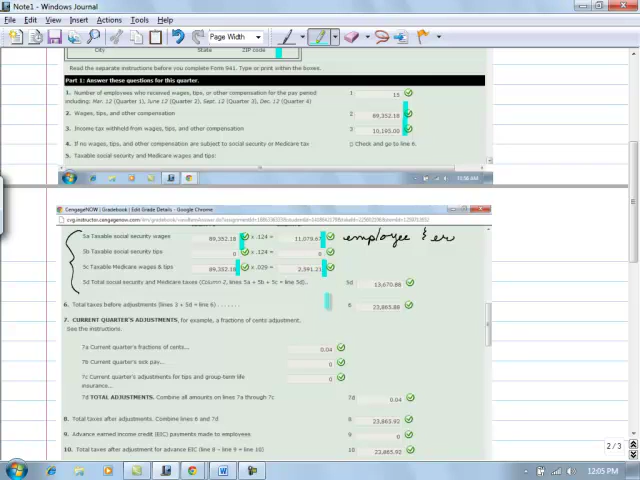 Note1 - Windows Journal
File Edit View Insert Actions Tools Help
Page Width
City State ZIP code
Read the separate instructions before you complete Form 941. Type or print within the boxes.
Part 1: Answer these questions for this quarter.
1. Number of employees who received wages, tips, or other compensation for the pay period 1 15
including: Mar. 12 (Quarter 1), June 12 (Quarter 2), Sept. 12 (Quarter 3), Dec. 12 (Quarter 4)
2. Wages, tips, and other compensation 2 89,352.18
3. Income tax withheld from wages, tips, and other compensation 3 10,195.00
4. If no wages, tips, and other compensation are subject to social security or Medicare tax Check and go to line 6.
5. Taxable social security and Medicare wages and tips:
11:56 AM
CengageNOW | Gradebook | Edit Grade Details - Google Chrome
5a Taxable social security wages 89,352.18 x .124 = 11,079.67 employee & er
5b Taxable social security tips 0 x .124 = 0
5c Taxable Medicare wages & tips 89,352.18 x .029 = 2,591.21
5d Total social security and Medicare taxes (Column 2, lines 5a + 5b + 5c = line 5d). 5d 13,670.88
6. Total taxes before adjustments (lines 3 + 5d = line 6) . . . . . . . 6 23,865.88
7. CURRENT QUARTER'S ADJUSTMENTS, for example, a fractions of cents adjustment.
See the instructions.
7a Current quarter's fractions of cents... 0.04
7b Current quarter's sick pay. 0
7c Current quarter's adjustments for tips and group-term life 0
insurance...
7d TOTAL ADJUSTMENTS. Combine all amounts on lines 7a through 7c. 7d 0.04
8. Total taxes after adjustments. Combine lines 6 and 7d 8 23,865.92
9. Advance earned income credit (EIC) payments made to employees 9 0
10. Total taxes after adjustment for advance EIC (line 8 - line 9 = line 10) 10 23,865.92
2 / 3
12:05 PM